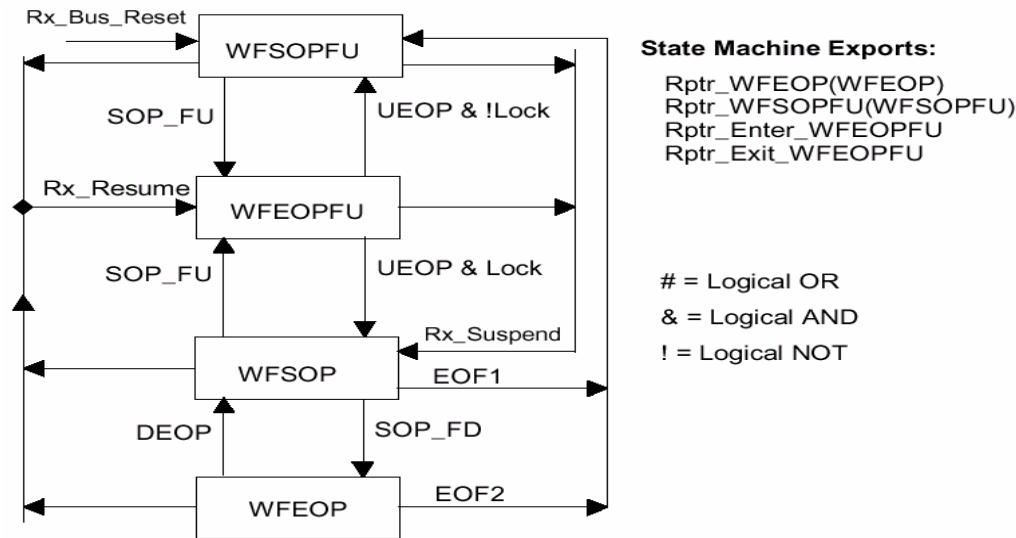 Rx_Bus_Reset
WFSOPFU
SOP_FU
UEOP & !Lock
Rx_Resume
WFEOPFU
SOP_FU
UEOP & Lock
Rx_Suspend
WFSOP
EOF1
DEOP
SOP_FD
WFEOP
EOF2
State Machine Exports:
Rptr_WFEOP(WFEOP)
Rptr_WFSOPFU(WFSOPFU)
Rptr_Enter_WFEOPFU
Rptr_Exit_WFEOPFU
# = Logical OR
& = Logical AND
! = Logical NOT